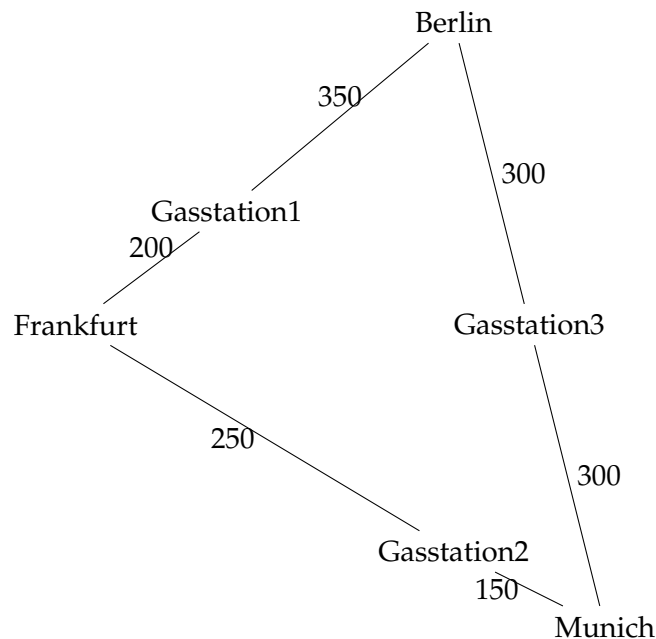 Berlin
350
300
Gasstation1
200
Frankfurt
Gasstation3
250
300
Gasstation2
150
Munich